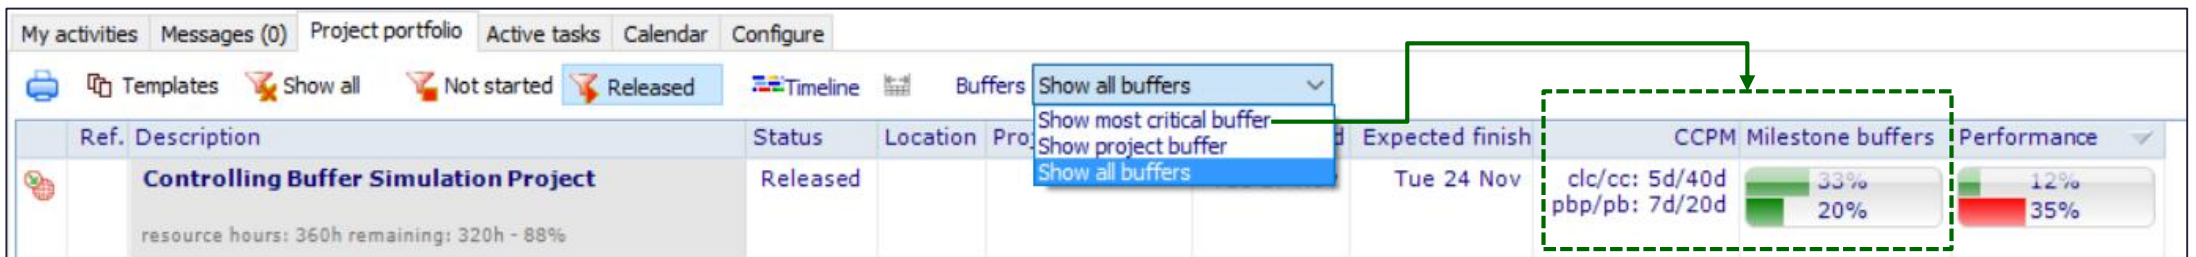 My activities Messages (0) Project portfolio Active tasks Calendar Configure
Templates Show all Not started Released Timeline Buffers Show all buffers
Show most critical buffer
Show project buffer
Show all buffers
Ref. Description Status Location Expected finish CCPM Milestone buffers Performance
Controlling Buffer Simulation Project Released Tue 24 Nov clc/cc: 5d/40d 33% 12%
pbp/pb: 7d/20d 20% 35%
resource hours: 360h remaining: 320h - 88%